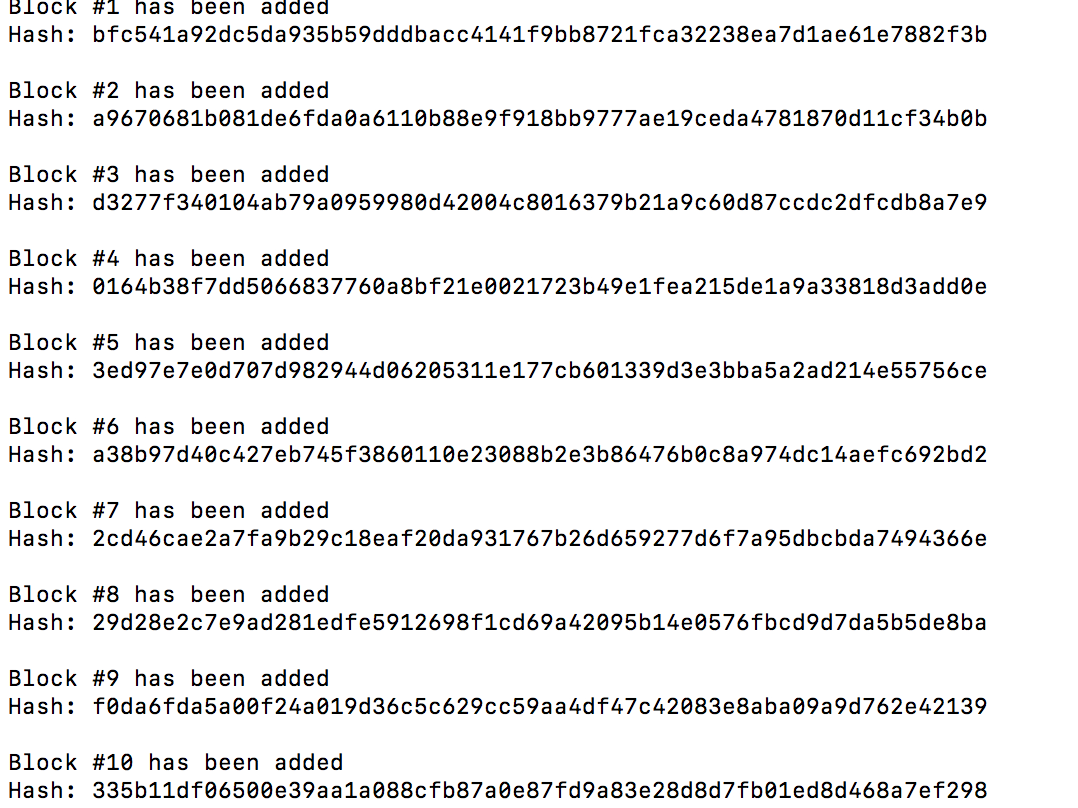 Block #1 has been added
Hash: bfc541a92dc5da935b59dddbacc4141f9bb8721fca32238ea7d1ae61e7882f3b
Block #2 has been added
Hash: a9670681b081de6fda0a6110b88e9f918bb9777ae19ceda4781870d11cf34b0b
Block #3 has been added
Hash: d3277f340104ab79a0959980d42004c8016379b21a9c60d87ccdc2dfcdb8a7e9
Block #4 has been added
Hash: 0164b38f7dd5066837760a8bf21e0021723b49e1fea215de1a9a33818d3add0e
Block #5 has been added
Hash: 3ed97e7e0d707d982944d06205311e177cb601339d3e3bba5a2ad214e55756ce
Block #6 has been added
Hash: a38b97d40c427eb745f3860110e23088b2e3b86476b0c8a974dc14aefc692bd2
Block #7 has been added
Hash: 2cd46cae2a7fa9b29c18eaf20da931767b26d659277d6f7a95dbcbda7494366e
Block #8 has been added
Hash: 29d28e2c7e9ad281edfe5912698f1cd69a42095b14e0576fbcd9d7da5b5de8ba
Block #9 has been added
Hash: f0da6fda5a00f24a019d36c5c629cc59aa4df47c42083e8aba09a9d762e42139
Block #10 has been added
Hash: 335b11df06500e39aa1a088cfb87a0e87fd9a83e28d8d7fb01ed8d468a7ef298